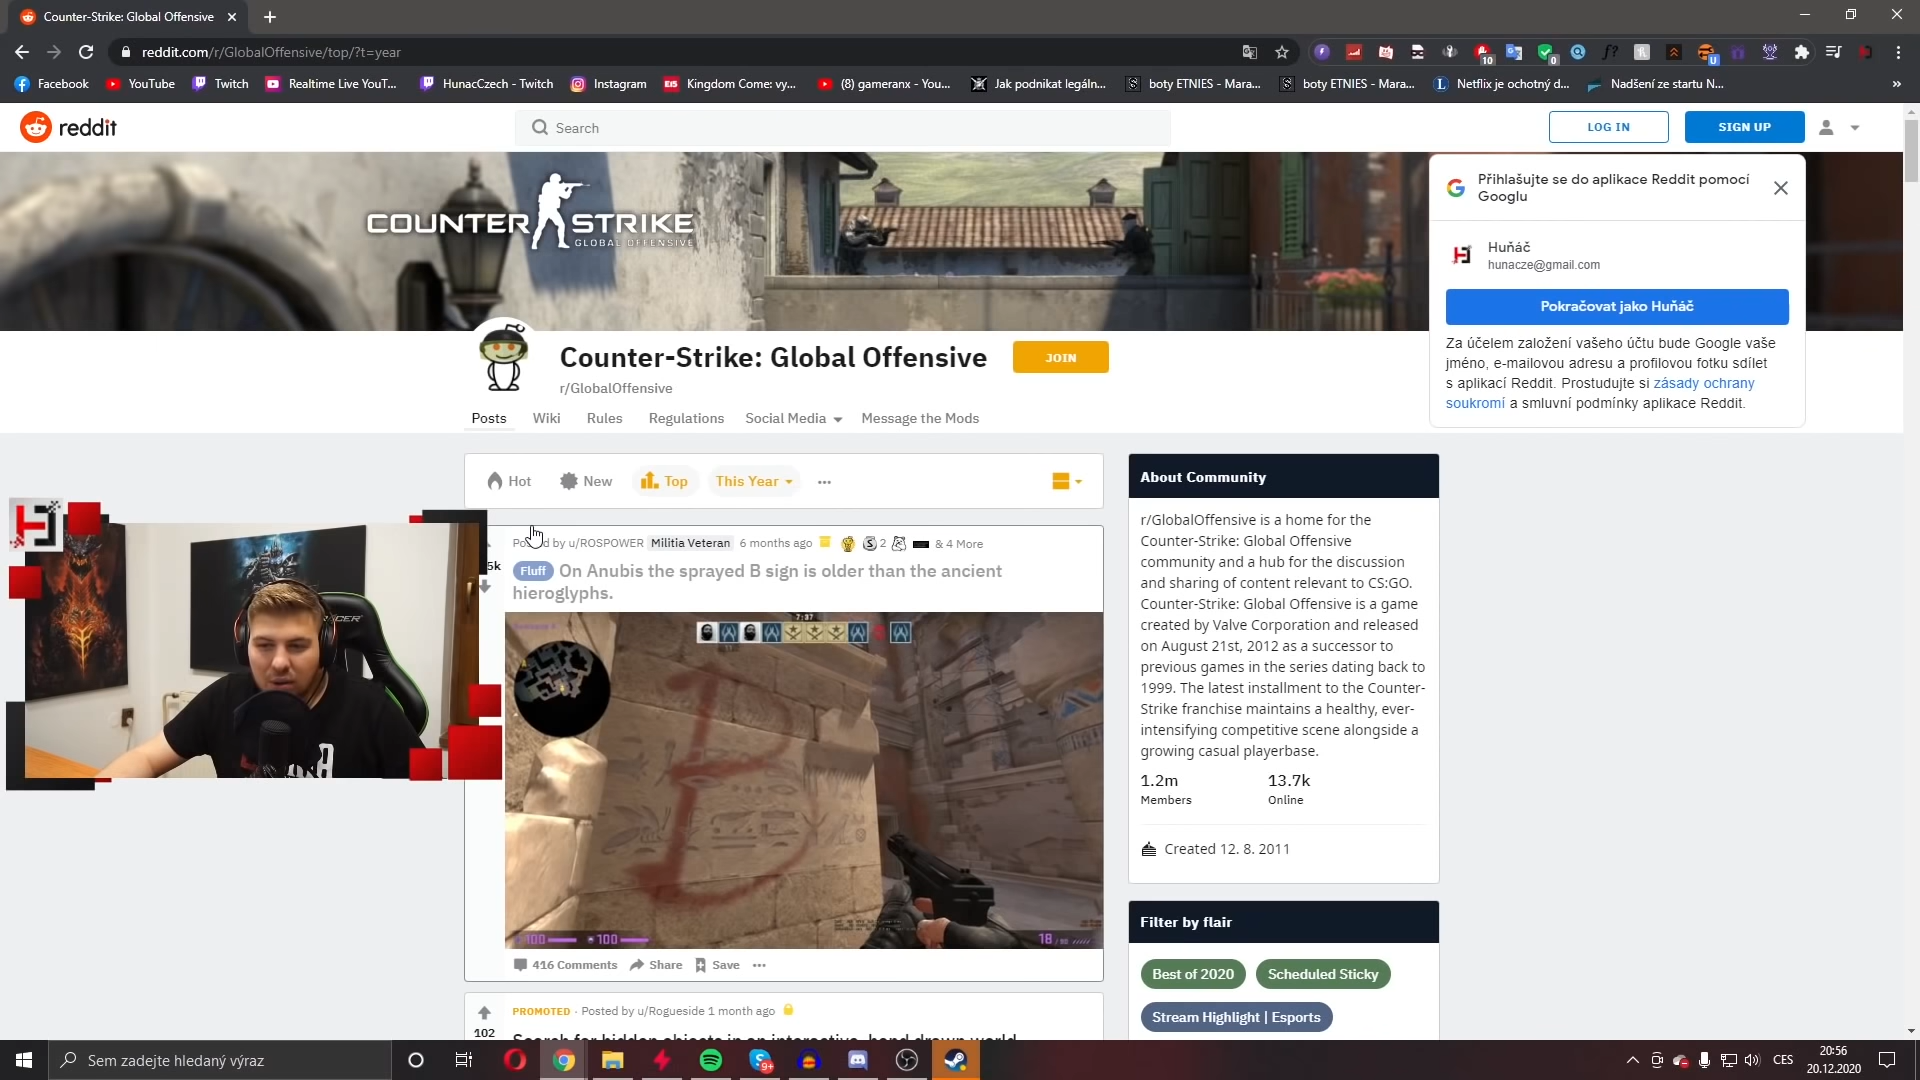 Counter-Strike: Global Offensive
reddit.com/r/GlobalOffensive/top/?t=year
10
0
U
Facebook
YouTube
Twitch
Realtime Live YouT...
HunacCzech - Twitch
Instagram
Kingdom Come: vy...
(8) gameranx - You...
Jak podnikat legáln...
boty ETNIES - Mara...
boty ETNIES - Mara...
Netflix je ochotný d...
Nadšení ze startu N...
reddit
Search
LOG IN
SIGN UP
COUNTER STRIKE
GLOBAL OFFENSIVE
Přihlašujte se do aplikace Reddit pomocí
Googlu
Huňáč
hunacze@gmail.com
Pokračovat jako Huňáč
Za účelem založení vašeho účtu bude Google vaše
jméno, e-mailovou adresu a profilovou fotku sdílet
s aplikací Reddit. Prostudujte si zásady ochrany
soukromí a smluvní podmínky aplikace Reddit.
Counter-Strike: Global Offensive
JOIN
r/GlobalOffensive
Posts
Wiki
Rules
Regulations
Social Media
Message the Mods
Hot
New
Top
This Year
by u/ROSPOWER
Militia Veteran
6 months ago
2
& 4 More
5k
Fluff
On Anubis the sprayed B sign is older than the ancient
hieroglyphs.
7:37
B
100
100
18
416 Comments
Share
Save
PROMOTED · Posted by u/Rogueside 1 month ago
102
About Community
r/GlobalOffensive is a home for the
Counter-Strike: Global Offensive
community and a hub for the discussion
and sharing of content relevant to CS:GO.
Counter-Strike: Global Offensive is a game
created by Valve Corporation and released
on August 21st, 2012 as a successor to
previous games in the series dating back to
1999. The latest installment to the Counter-
Strike franchise maintains a healthy, ever-
intensifying competitive scene alongside a
growing casual playerbase.
1.2m
Members
13.7k
Online
Created 12. 8. 2011
Filter by flair
Best of 2020
Scheduled Sticky
Stream Highlight | Esports
Sem zadejte hledaný výraz
9+
CES
20:56
20.12.2020